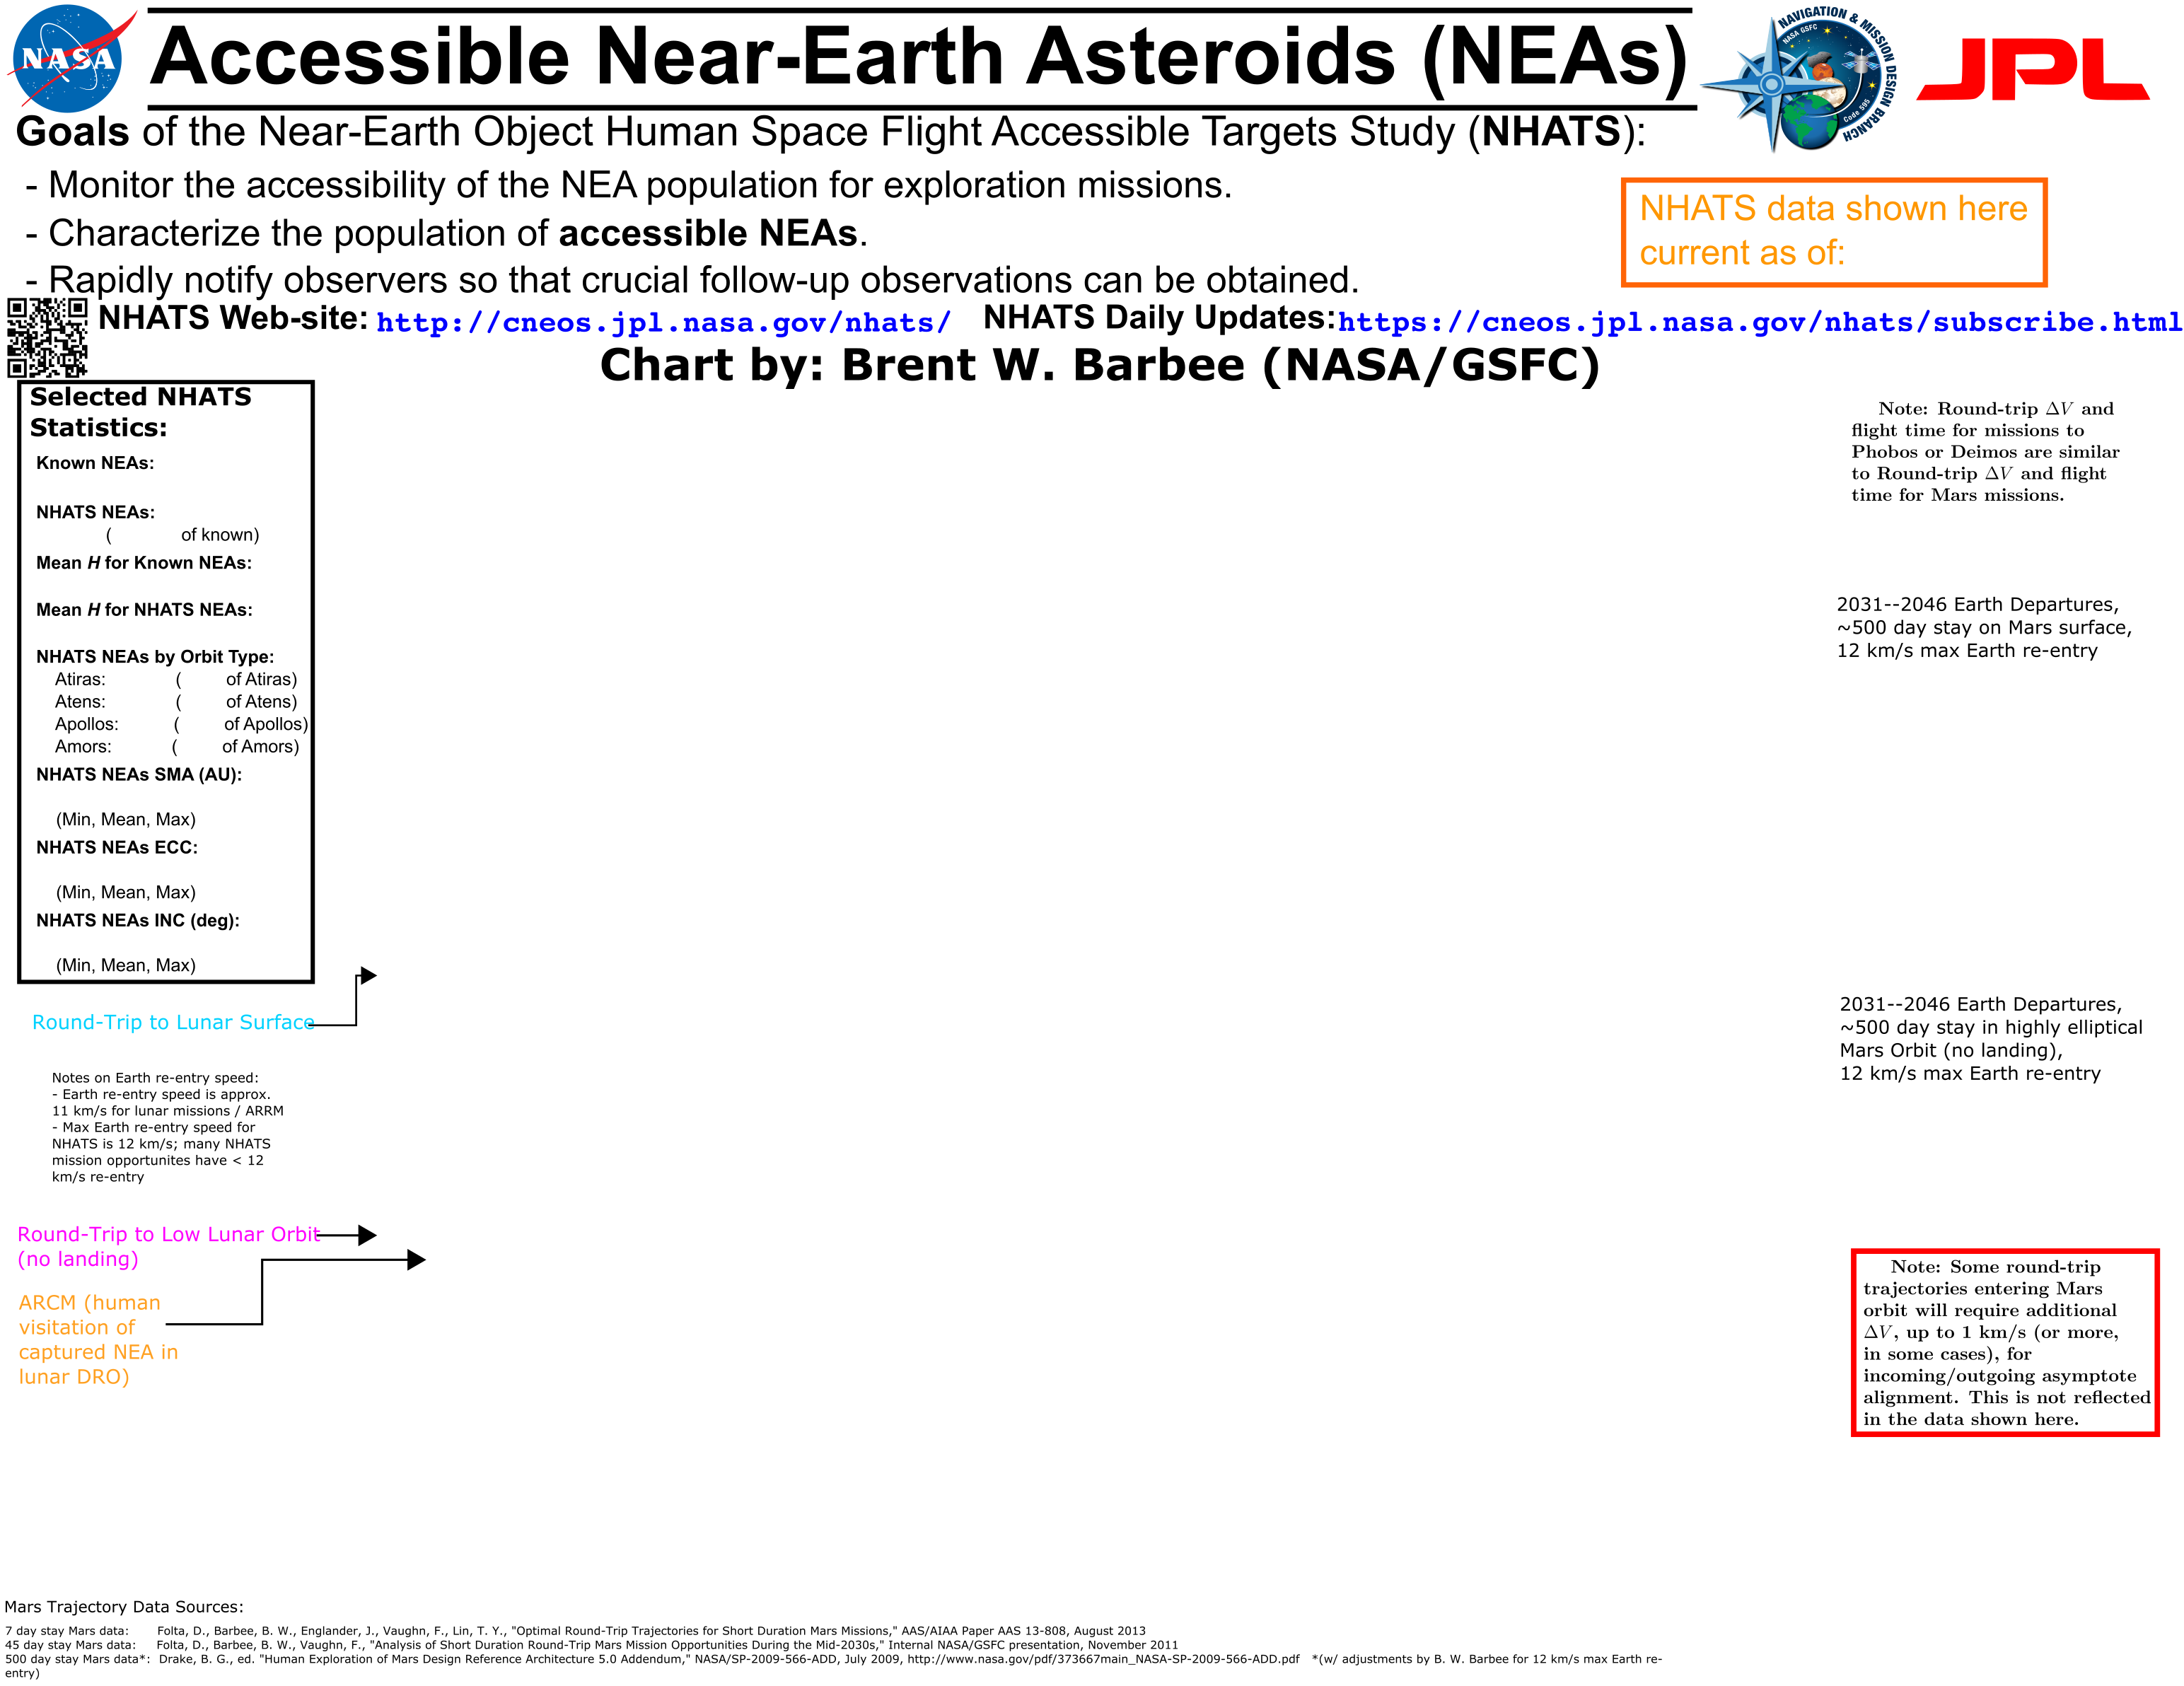 NASA
Accessible Near-Earth Asteroids (NEAs)
NAVIGATION & MISSION DESIGN BRANCH
NASA GSFC
Code 595
JPL
Goals of the Near-Earth Object Human Space Flight Accessible Targets Study (NHATS):
- Monitor the accessibility of the NEA population for exploration missions.
- Characterize the population of accessible NEAs.
- Rapidly notify observers so that crucial follow-up observations can be obtained.
NHATS data shown here
current as of:
NHATS Web-site: http://cneos.jpl.nasa.gov/nhats/ NHATS Daily Updates: https://cneos.jpl.nasa.gov/nhats/subscribe.html
Chart by: Brent W. Barbee (NASA/GSFC)
Selected NHATS
Statistics:
Known NEAs:
NHATS NEAs:
( of known)
Mean H for Known NEAs:
Mean H for NHATS NEAs:
NHATS NEAs by Orbit Type:
Atiras: ( of Atiras)
Atens: ( of Atens)
Apollos: ( of Apollos)
Amors: ( of Amors)
NHATS NEAs SMA (AU):
(Min, Mean, Max)
NHATS NEAs ECC:
(Min, Mean, Max)
NHATS NEAs INC (deg):
(Min, Mean, Max)
Round-Trip to Lunar Surface
Notes on Earth re-entry speed:
- Earth re-entry speed is approx.
11 km/s for lunar missions / ARRM
- Max Earth re-entry speed for
NHATS is 12 km/s; many NHATS
mission opportunites have < 12
km/s re-entry
Round-Trip to Low Lunar Orbit
(no landing)
ARCM (human
visitation of
captured NEA in
lunar DRO)
Note: Round-trip ΔV and
flight time for missions to
Phobos or Deimos are similar
to Round-trip ΔV and flight
time for Mars missions.
2031--2046 Earth Departures,
~500 day stay on Mars surface,
12 km/s max Earth re-entry
2031--2046 Earth Departures,
~500 day stay in highly elliptical
Mars Orbit (no landing),
12 km/s max Earth re-entry
Note: Some round-trip
trajectories entering Mars
orbit will require additional
ΔV, up to 1 km/s (or more,
in some cases), for
incoming/outgoing asymptote
alignment. This is not reflected
in the data shown here.
Mars Trajectory Data Sources:
7 day stay Mars data: Folta, D., Barbee, B. W., Englander, J., Vaughn, F., Lin, T. Y., "Optimal Round-Trip Trajectories for Short Duration Mars Missions," AAS/AIAA Paper AAS 13-808, August 2013
45 day stay Mars data: Folta, D., Barbee, B. W., Vaughn, F., "Analysis of Short Duration Round-Trip Mars Mission Opportunities During the Mid-2030s," Internal NASA/GSFC presentation, November 2011
500 day stay Mars data*: Drake, B. G., ed. "Human Exploration of Mars Design Reference Architecture 5.0 Addendum," NASA/SP-2009-566-ADD, July 2009, http://www.nasa.gov/pdf/373667main_NASA-SP-2009-566-ADD.pdf *(w/ adjustments by B. W. Barbee for 12 km/s max Earth re-
entry)